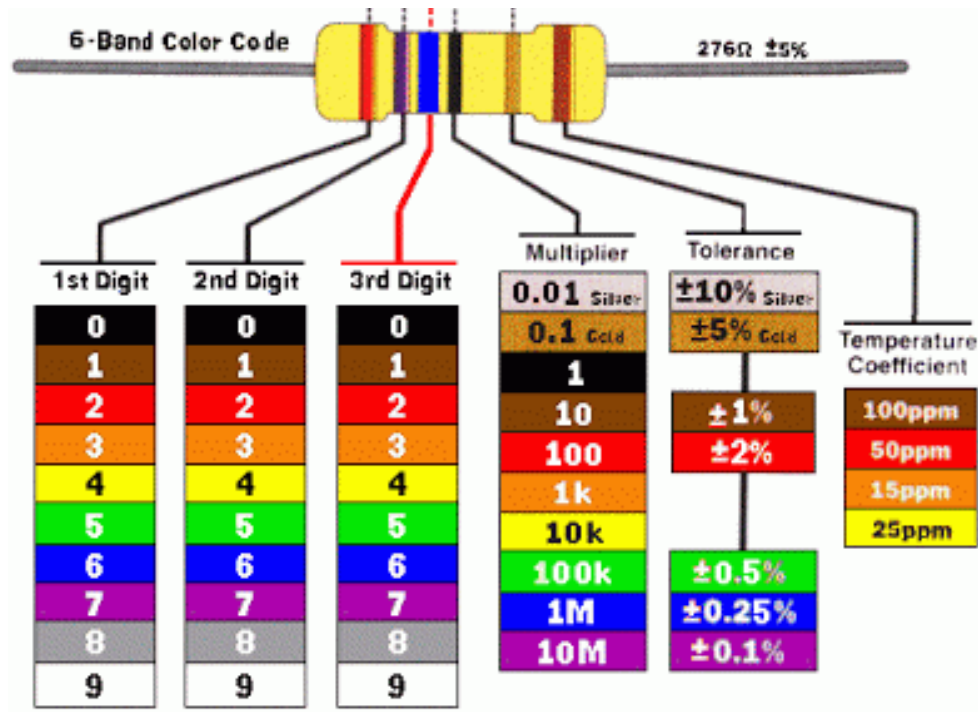 6-Band Color Code
276Ω ±5%
1st Digit
0
1
2
3
4
5
6
7
8
9
2nd Digit
0
1
2
3
4
5
6
7
8
9
3rd Digit
0
1
2
3
4
5
6
7
8
9
Multiplier
0.01 Silver
0.1 Gold
1
10
100
1k
10k
100k
1M
10M
Tolerance
±10% Silver
±5% Gold
±1%
±2%
±0.5%
±0.25%
±0.1%
Temperature
Coefficient
100ppm
50ppm
15ppm
25ppm